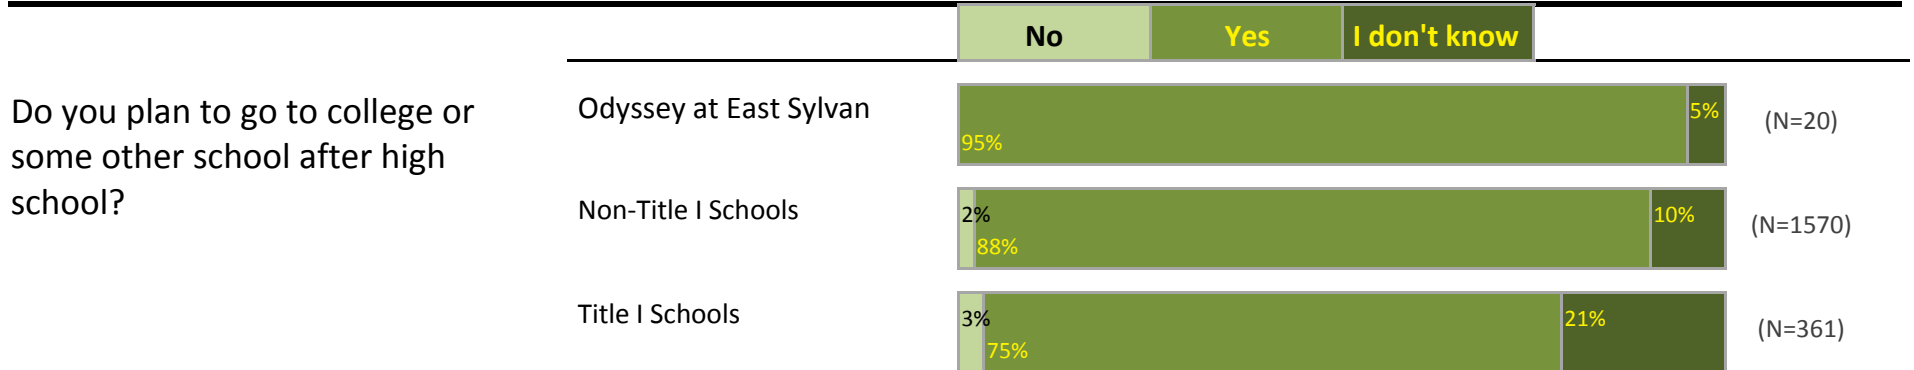 No Yes I don't know
Do you plan to go to college or
some other school after high
school?
Odyssey at East Sylvan
95%
5%
(N=20)
Non-Title I Schools
2%
88%
10%
(N=1570)
Title I Schools
3%
75%
21%
(N=361)